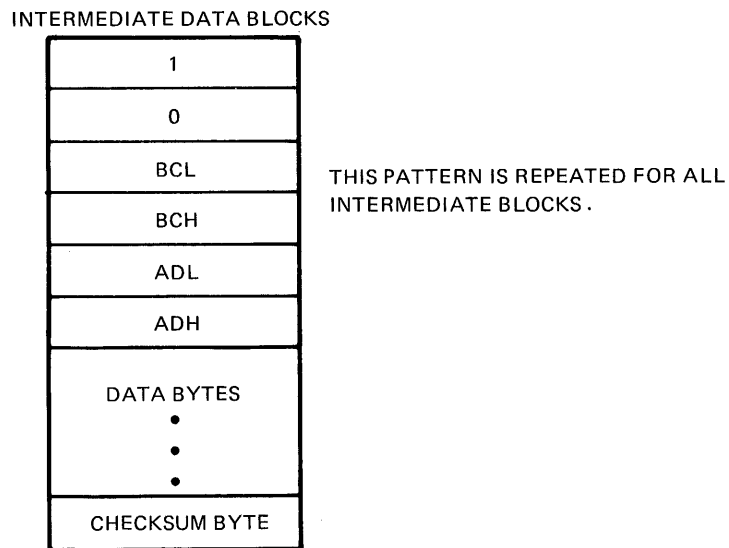 INTERMEDIATE DATA BLOCKS
1
0
BCL
BCH
ADL
ADH
DATA BYTES
CHECKSUM BYTE
THIS PATTERN IS REPEATED FOR ALL
INTERMEDIATE BLOCKS.